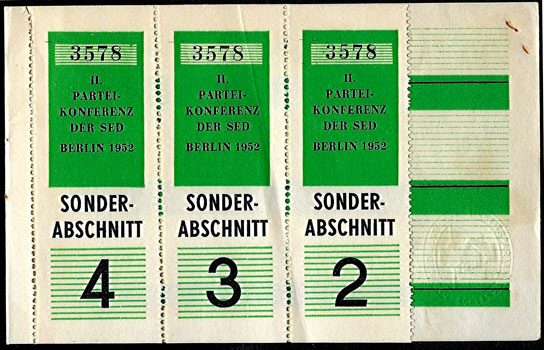 3578
II.
PARTEI-
KONFERENZ
DER SED
BERLIN 1952
SONDER-
ABSCHNITT
4
3578
II.
PARTEI-
KONFERENZ
DER SED
BERLIN 1952
SONDER-
ABSCHNITT
3
3578
II.
PARTEI-
KONFERENZ
DER SED
BERLIN 1952
SONDER-
ABSCHNITT
2